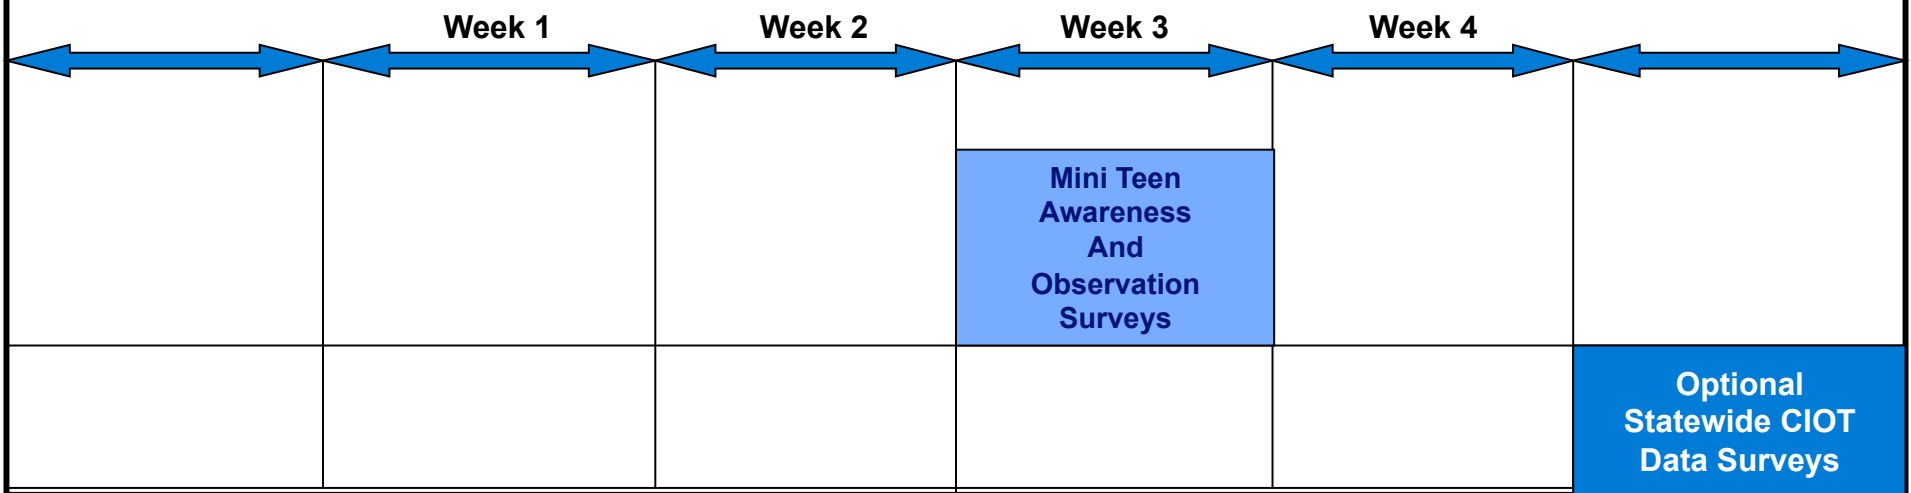 Week 1 Week 2 Week 3 Week 4
Mini Teen
Awareness
And
Observation
Surveys
Optional
Statewide CIOT
Data Surveys